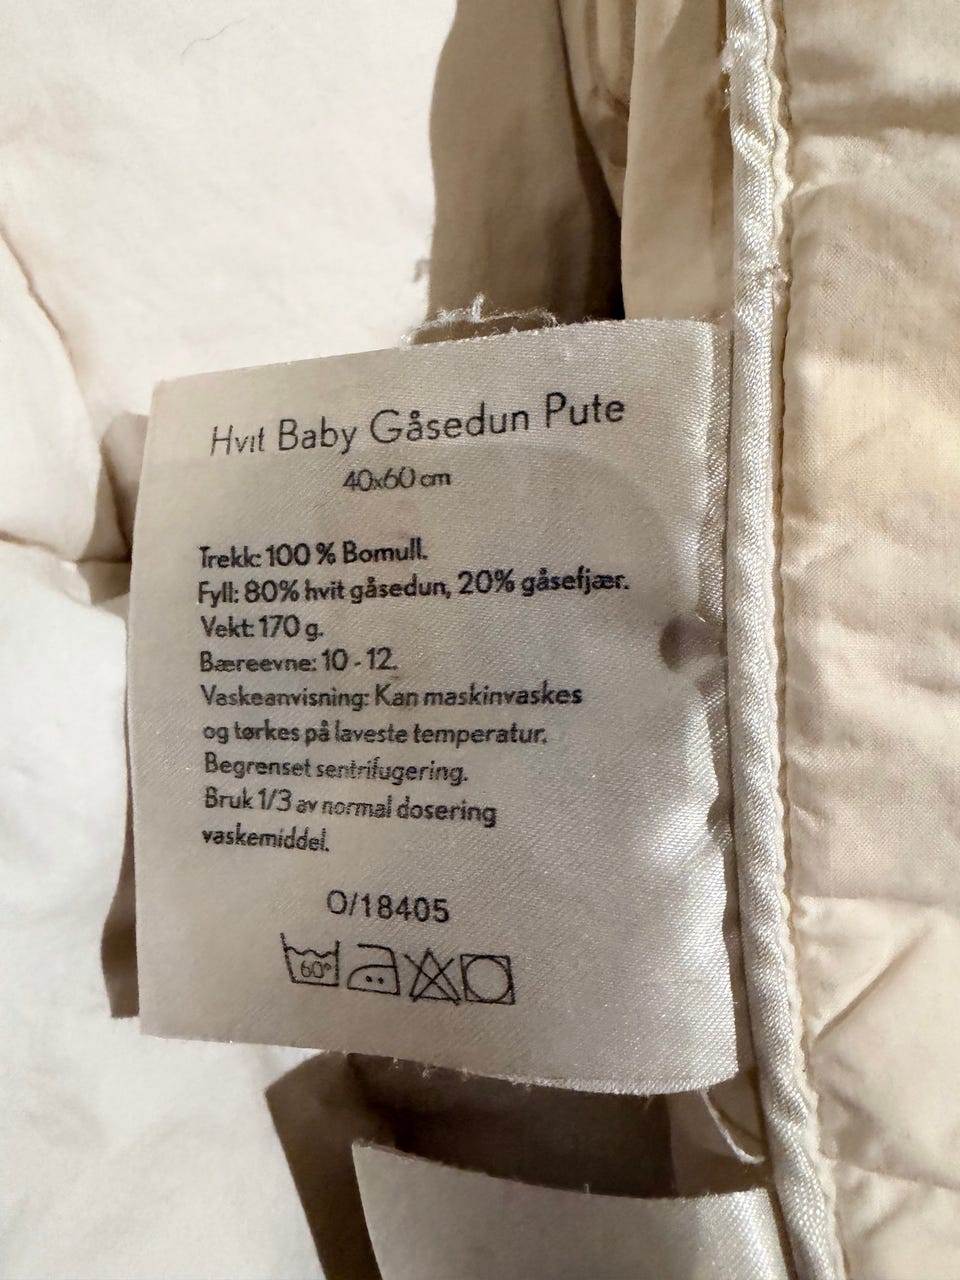 Hvit Baby Gåsedun Pute
40x60 cm
Trekk: 100 % Bomull.
Fyll: 80% hvit gåsedun, 20% gåsefjær.
Vekt: 170 g.
Bæreevne: 10 - 12.
Vaskeanvisning: Kan maskinvaskes
og tørkes på laveste temperatur.
Begrenset sentrifugering.
Bruk 1/3 av normal dosering
vaskemiddel.
O/18405
60°